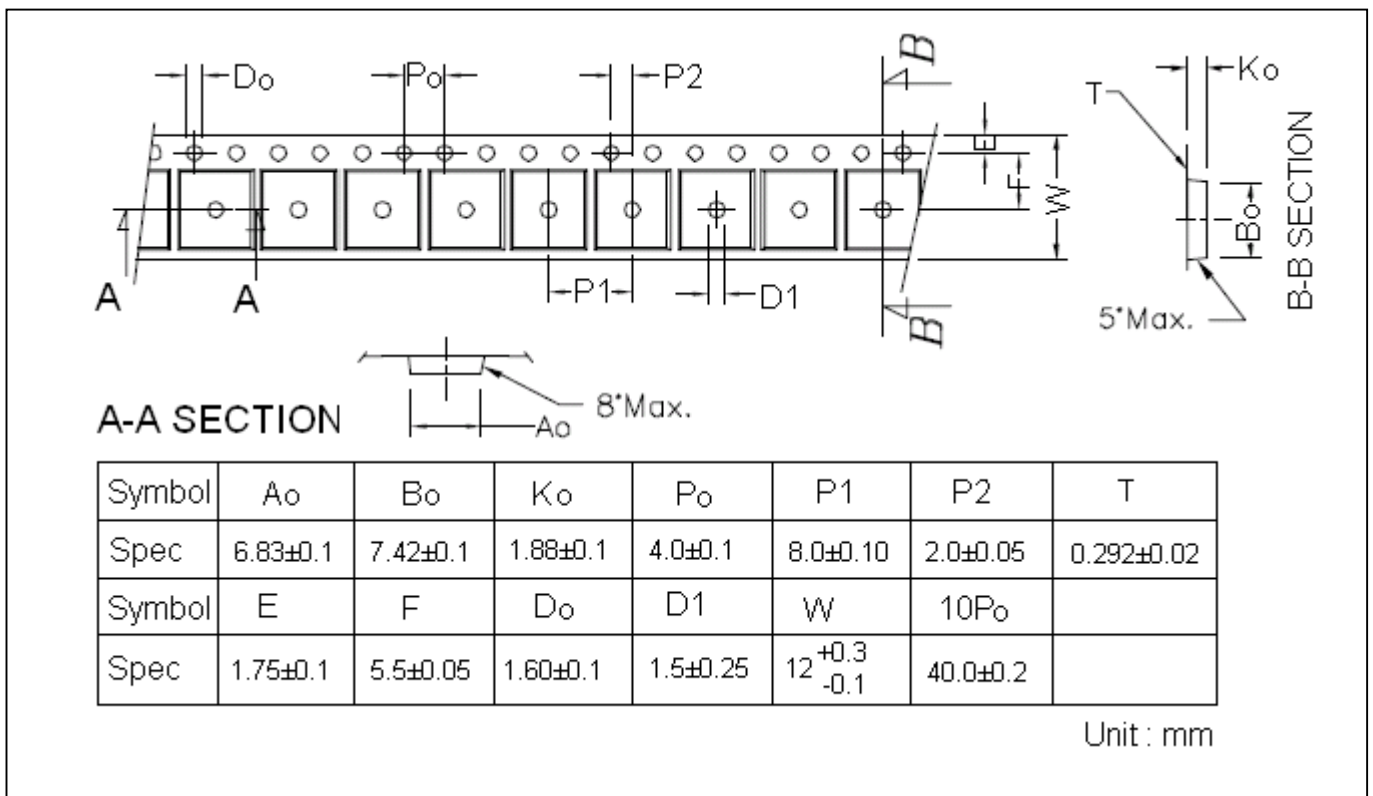 Do
Po
P2
B
T
Ko
E
F
W
Bo
B-B SECTION
A
A
P1
D1
B
5°Max.
8°Max.
A-A SECTION
Ao
Symbol Ao Bo Ko Po P1 P2 T
Spec 6.83±0.1 7.42±0.1 1.88±0.1 4.0±0.1 8.0±0.10 2.0±0.05 0.292±0.02
Symbol E F Do D1 W 10Po
Spec 1.75±0.1 5.5±0.05 1.60±0.1 1.5±0.25 12 +0.3 -0.1 40.0±0.2
Unit : mm